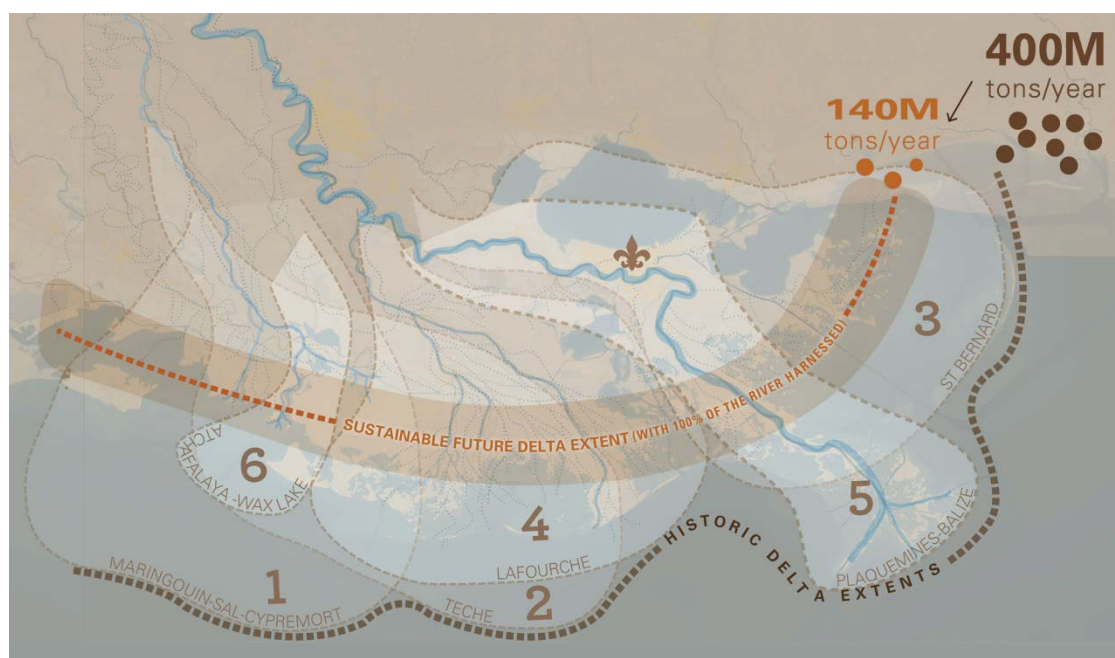 400M
tons/year
140M
tons/year
3
ST BERNARD
SUSTAINABLE FUTURE DELTA EXTENT (WITH 100% OF THE RIVER HARNESSED)
6
ATCHAFALAYA -WAX LAKE
5
PLAQUEMINES-BALIZE
4
LAFOURCHE
HISTORIC DELTA EXTENTS
1
MARINGOUIN-SAL-CYPREMORT
2
TECHE